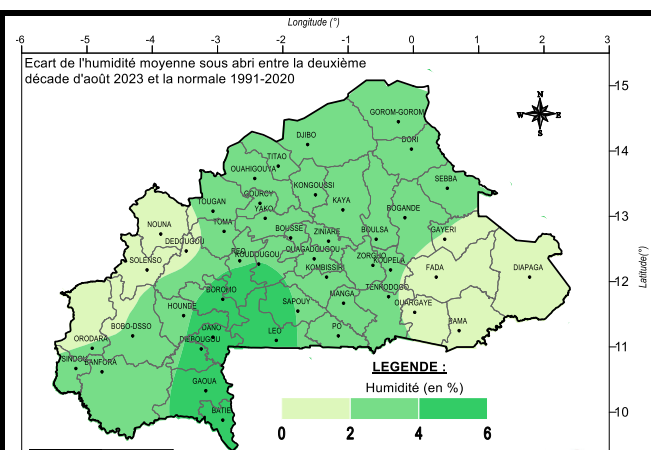 Longitude (°)
-6 -5 -4 -3 -2 -1 0 1 2 3
Ecart de l'humidité moyenne sous abri entre la deuxième
décade d'août 2023 et la normale 1991-2020
15
N
W E
S
GOROM-GOROM
DJIBO
DORI
14
TITAO
OUAHIGOUYA
SEBBA
KONGOUSSI
GOURCY
TOUGAN
KAYA
YAKO
BOGANDE
13
NOUNA
TOMA
BOUSSE
ZINIARE
BOULSA
GAYERI
DEDOUGOU
OUAGADOUGOU
REO
KOUDOUGOU
ZORGHO
SOLENSO
KOMBISSIRI
KOUPELA
FADA
DIAPAGA
12
Latitude(°)
BOROMO
MANGA
TENKODOGO
HOUNDE
SAPOUY
OUARGAYE
BOBO-DSSO
DANO
LEO
PO
PAMA
ORODARA
DIEBOUGOU
11
SINDOU
BANFORA
LEGENDE :
GAOUA
Humidité (en %)
BATIE
10
0 2 4 6